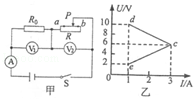 R₀ a P b
R
V₁ V₂
A
S
甲
U/V
10 d
8
6 c
4
2 e
0 1 2 3 I/A
乙